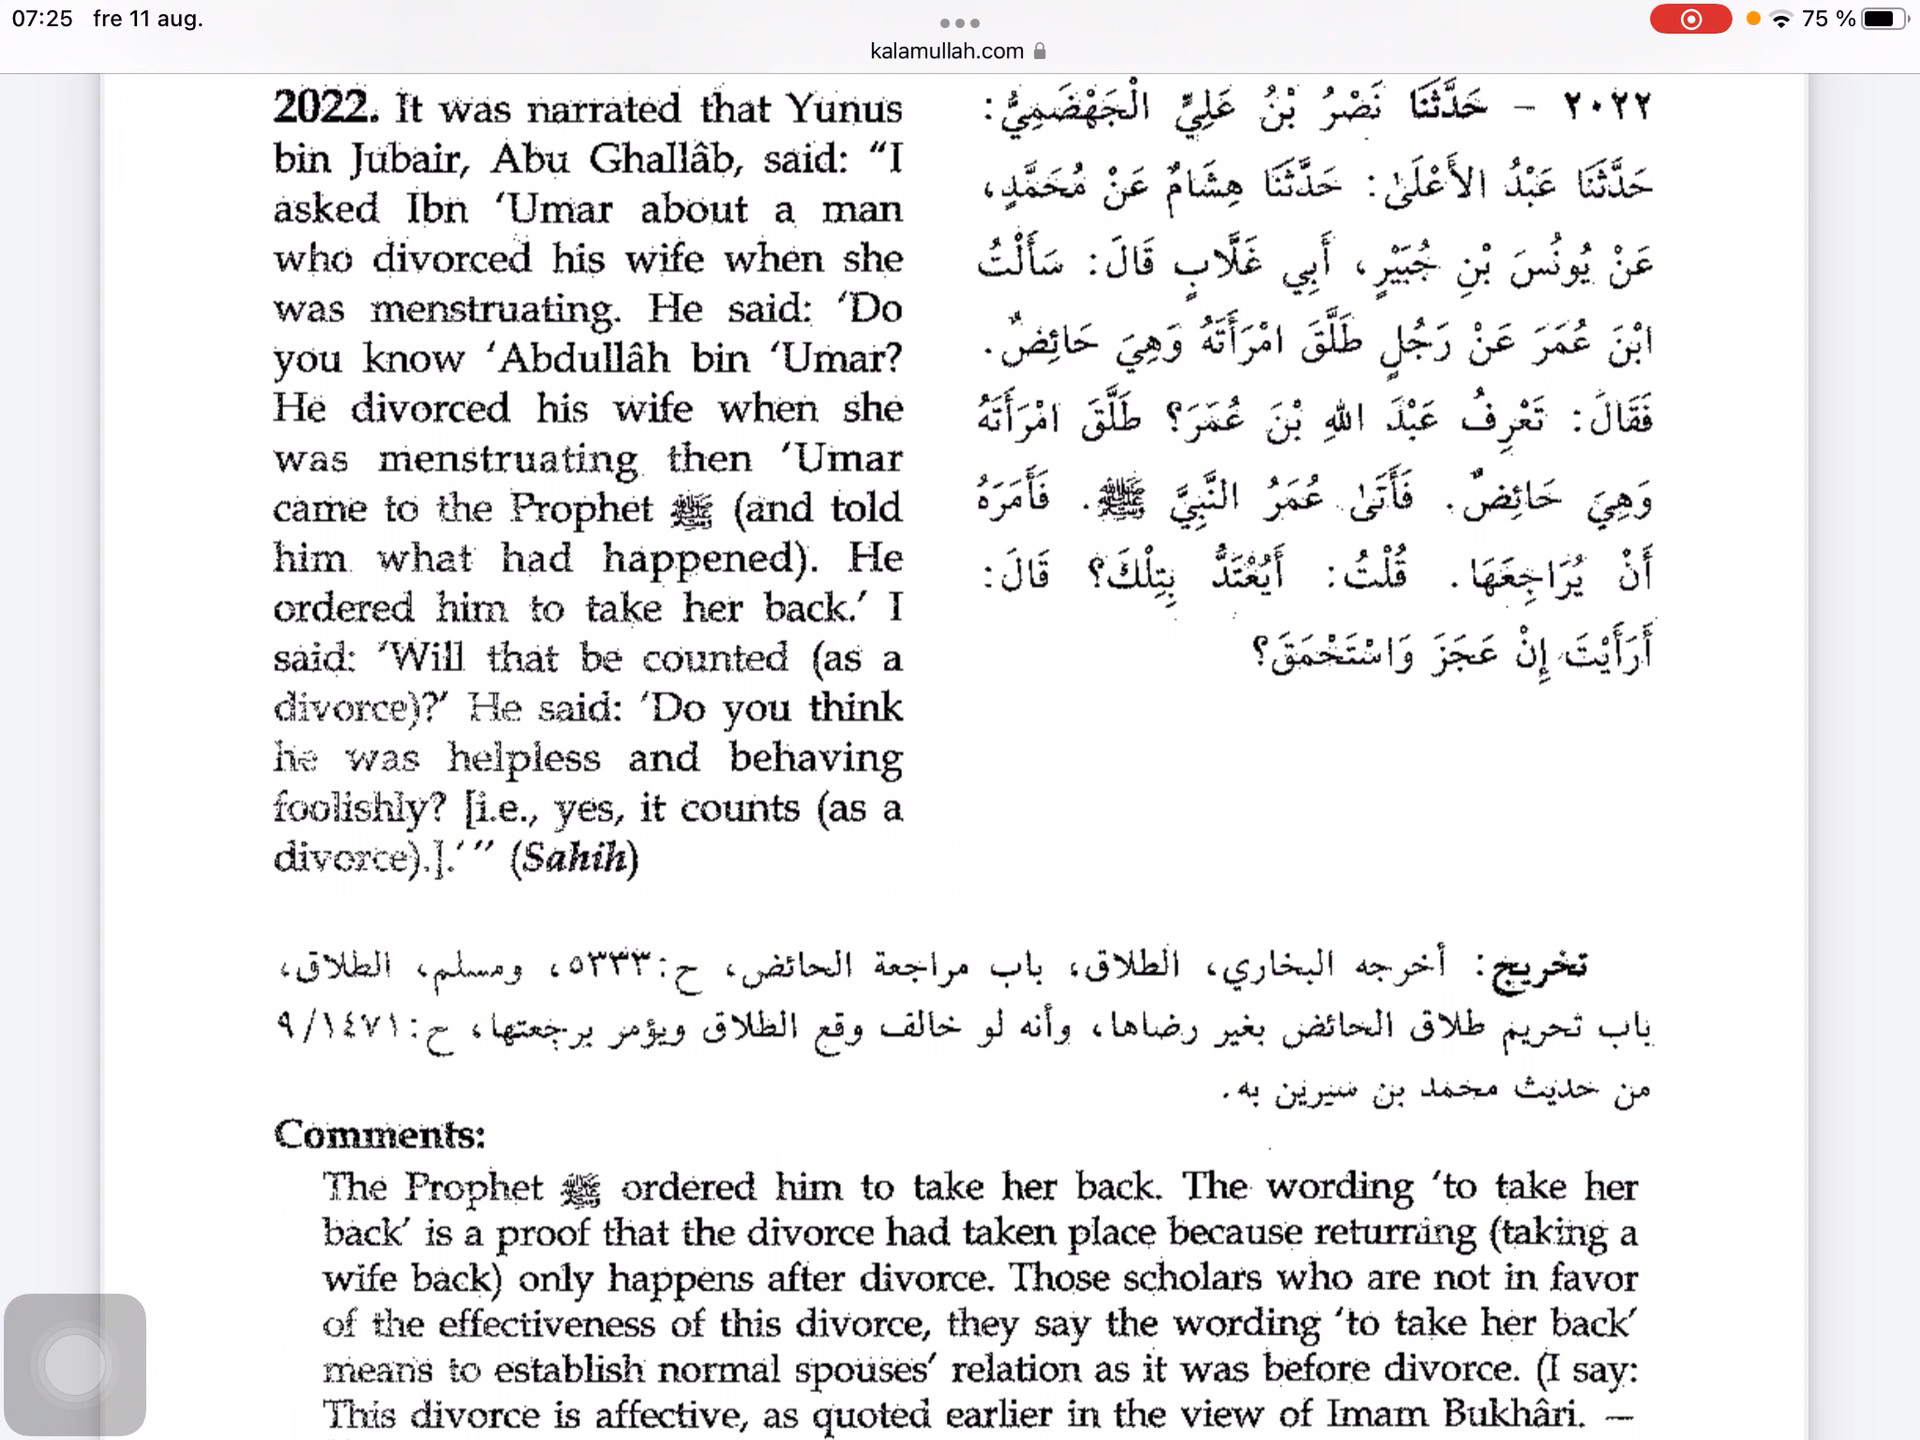 07:25 fre 11 aug.
75 %
kalamullah.com
2022. It was narrated that Yunus
bin Jubair, Abu Ghallâb, said: “I
asked Ibn ‘Umar about a man
who divorced his wife when she
was menstruating. He said: ‘Do
you know ‘Abdullâh bin ‘Umar?
He divorced his wife when she
was menstruating then ‘Umar
came to the Prophet ﷺ (and told
him what had happened). He
ordered him to take her back.’ I
said: ‘Will that be counted (as a
divorce)?’ He said: ‘Do you think
he was helpless and behaving
foolishly? [i.e., yes, it counts (as a
divorce).].’” (Sahih)
٢٠٢٢ - حَدَّثَنَا نَصْرُ بْنُ عَلِيٍّ الْجَهْضَمِيُّ:
حَدَّثَنَا عَبْدُ الأَعْلَىٰ: حَدَّثَنَا هِشَامٌ عَنْ مُحَمَّدٍ،
عَنْ يُونُسَ بْنِ جُبَيْرٍ، أَبِي غَلَّابٍ قَالَ: سَأَلْتُ
ابْنَ عُمَرَ عَنْ رَجُلٍ طَلَّقَ امْرَأَتَهُ وَهِيَ حَائِضٌ.
فَقَالَ: تَعْرِفُ عَبْدَ اللهِ بْنَ عُمَرَ؟ طَلَّقَ امْرَأَتَهُ
وَهِيَ حَائِضٌ. فَأَتَىٰ عُمَرُ النَّبِيَّ ﷺ. فَأَمَرَهُ
أَنْ يُرَاجِعَهَا. قُلْتُ: أَيُعْتَدُّ بِتِلْكَ؟ قَالَ:
أَرَأَيْتَ إِنْ عَجَزَ وَاسْتَحْمَقَ؟
تخريج: أخرجه البخاري، الطلاق، باب مراجعة الحائض، ح:٥٣٣٣، ومسلم، الطلاق،
باب تحريم طلاق الحائض بغير رضاها، وأنه لو خالف وقع الطلاق ويؤمر برجعتها، ح:١٤٧١/ ٩
من حديث محمد بن سيرين به.
Comments:
The Prophet ﷺ ordered him to take her back. The wording ‘to take her
back’ is a proof that the divorce had taken place because returning (taking a
wife back) only happens after divorce. Those scholars who are not in favor
of the effectiveness of this divorce, they say the wording ‘to take her back’
means to establish normal spouses’ relation as it was before divorce. (I say:
This divorce is affective, as quoted earlier in the view of Imam Bukhâri. —